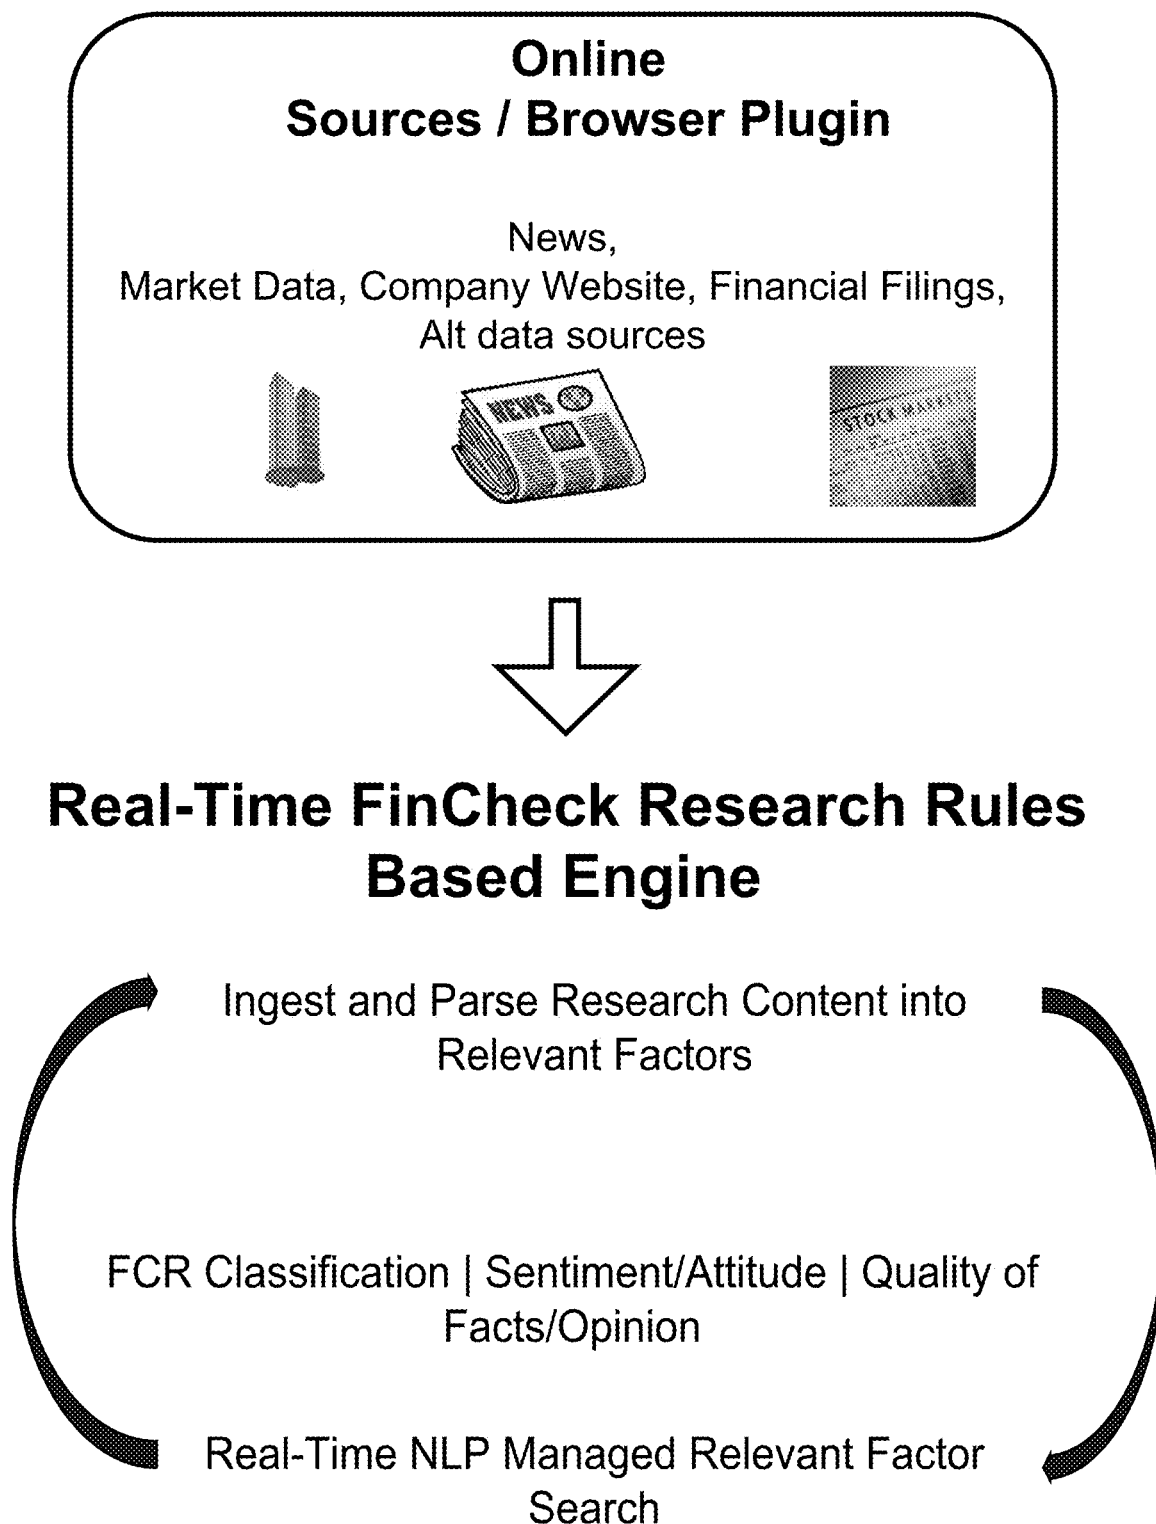 Online
Sources / Browser Plugin
News,
Market Data, Company Website, Financial Filings,
Alt data sources
NEWS
STOCK MARKET
Real-Time FinCheck Research Rules
Based Engine
Ingest and Parse Research Content into
Relevant Factors
FCR Classification | Sentiment/Attitude | Quality of
Facts/Opinion
Real-Time NLP Managed Relevant Factor
Search